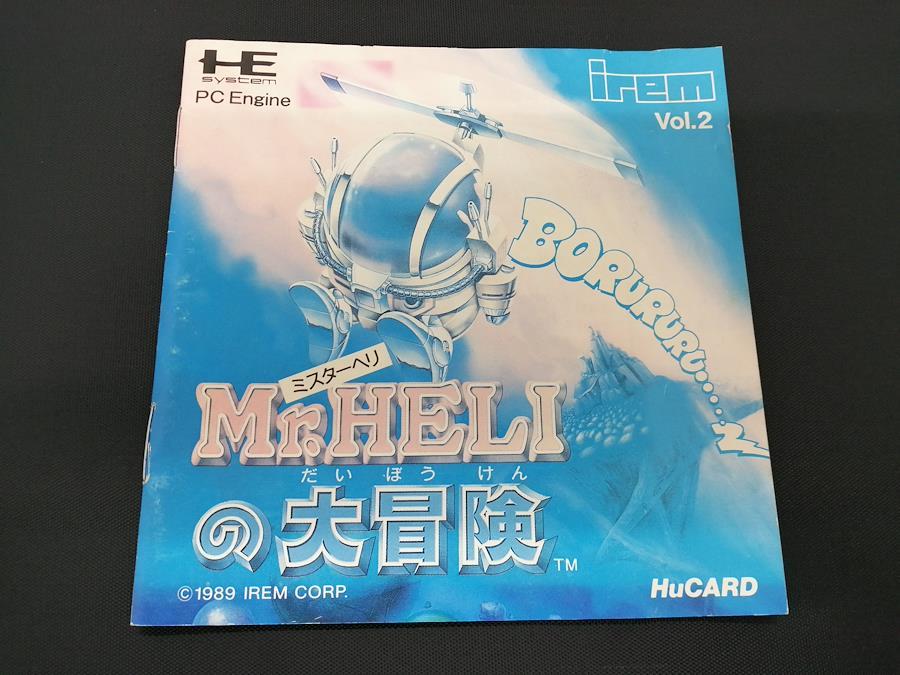 HE
system
PC Engine
irem
Vol.2
BORURURU.....
ミスターヘリ
Mr.HELI
だいぼうけん
の大冒険
TM
©1989 IREM CORP.
HuCARD